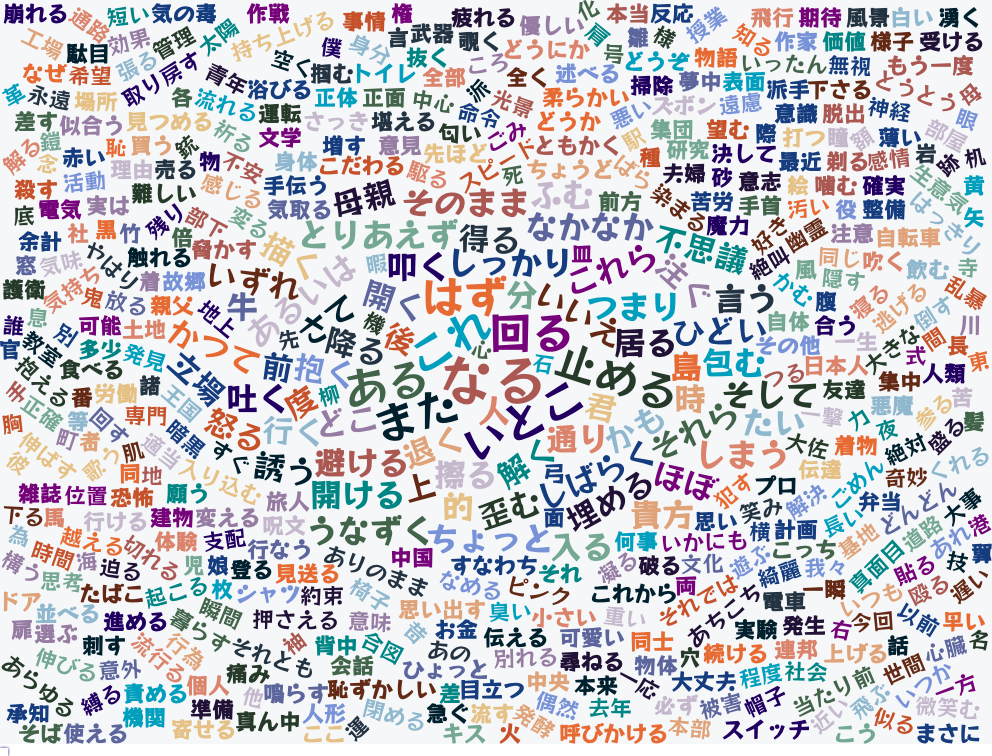 崩れる
通路
短い
気の毒
作戦
事情
権
疲れる
優しい
化
本当
反応
飛行
期待
風景
白い
湧く
工場
駄目
効果
管理
太陽
持ち上げる
僕
身分
言
武器
覗く
どうにか
肩
号
雛
様
授業
知る
作家
価値
様子
受ける
なぜ
希望
張る
取り戻す
青年
空く
掴む
トイレ
抜く
全部
ころ
全く
述べる
どうぞ
物語
いったん
無視
もう一度
革
永遠
場所
各
流れる
浴びる
正体
正面
中心
派
命令
光景
柔らかい
掃除
夢中
表面
派手
下さる
とうとう
母
差す
似合う
見つめる
祈る
運転
さっき
堪える
匂い
ごみ
どうか
悪い
ズボン
遠慮
意識
脱出
神経
眼
鎧
念
恥
買う
銃
文学
増す
意見
先ほど
スピード
ともかく
駅
集団
望む
際
打つ
瞳
額
薄い
部屋
赤い
理由
売る
物
不安
身体
こだわる
駆る
死
ちょうど
ばら
種
研究
決して
最近
剃る
感情
岩
跡
机
殺す
活動
難しい
感じる
手伝う
母親
そのまま
ふむ
前方
夫婦
砂
意志
絵
噛む
確実
生意気
黄
底
電気
実は
残り
部下
変る
気取る
得る
なかなか
染まる
苦労
手首
汚い
役
整備
はっきり
矢
余計
社
黒
竹
倍
脅かす
描く
とりあえず
不思議
魔力
好き
絶叫
幽霊
注意
自転車
窓
気味
やはり
触れる
いずれ
あるいは
暇
叩く
しっかり
皿
これら
注ぐ
風
同じ
吹く
飲む
寺
護衛
気持ち
鬼
着
故郷
放る
牛
開く
はず
分
いいえ
つまり
言う
かむ
隠す
腹
寝る
逃げる
倒す
乱暴
誰
息
別
可能
土地
親父
地上
かつて
先
さて
降る
機
後
これ
回る
居る
ひどい
自体
合う
一生
大きな
川
官
教室
多少
発見
立場
前
抱く
心
石
止める
島
包む
その他
日本人
式
間
長
東
抱える
食べる
番
労働
諸
王国
吐く
度
柳
ある
なる
君
時
そして
つる
友達
集中
人類
正確
等
回す
専門
暗黒
怒る
行く
どこ
また
人
いとこ
それら
たい
一撃
力
悪魔
参る
苦
胸
伸ばす
町
者
歌う
肌
適当
すぐ
誘う
避ける
退く
解く
通り
かも
しまう
大佐
着物
夜
絶対
盛る
髪
彼
同
地
入り込む
旅人
開ける
上
擦る
弓
しばらく
ほぼ
犯す
プロ
伝達
ごめん
奇妙
くれる
雑誌
位置
恐怖
願う
呪文
うなずく
的
歪む
面
埋める
貴方
思い
笑み
解決
長い
弁当
どんどん
大事
下る
馬
行ける
建物
変える
ちょっと
入る
何事
いかにも
横
計画
基地
道路
あれ
港
為
越える
切れる
体験
支配
行なう
ありのまま
中国
すなわち
それ
凝る
破る
文化
遊ぶ
こっち
真面目
貼る
技
翼
構う
時間
海
迫る
児
娘
登る
見送る
椅子
なめる
ピンク
これから
両
綺麗
我々
いつも
殴る
遅い
思考
たばこ
起こる
枚
シャツ
約束
思い出す
臭い
小さい
重い
それでは
あちこち
電車
一瞬
今回
以前
早い
ドア
並べる
進める
瞬間
押さえる
意味
お金
伝える
可愛い
同士
実験
発生
右
話
名
扉
選ぶ
刺す
流行る
行為
暮らす
それとも
袖
背中
合図
あの
別れる
尋ねる
物体
穴
続ける
連邦
上げる
世間
心臓
あらゆる
伸びる
意外
痛み
会話
ひょっと
中央
本来
一応
大丈夫
程度
社会
当たり前
飛ぶ
いつか
一方
縛る
責める
個人
他
鳴らす
恥ずかしい
差
目立つ
偶然
去年
必ず
被害
帽子
近い
微笑む
承知
機関
準備
真ん中
人形
閉める
急ぐ
流す
発酵
本部
スイッチ
似る
そば
使える
寄せる
ここ
運
キス
火
呼びかける
こう
まさに